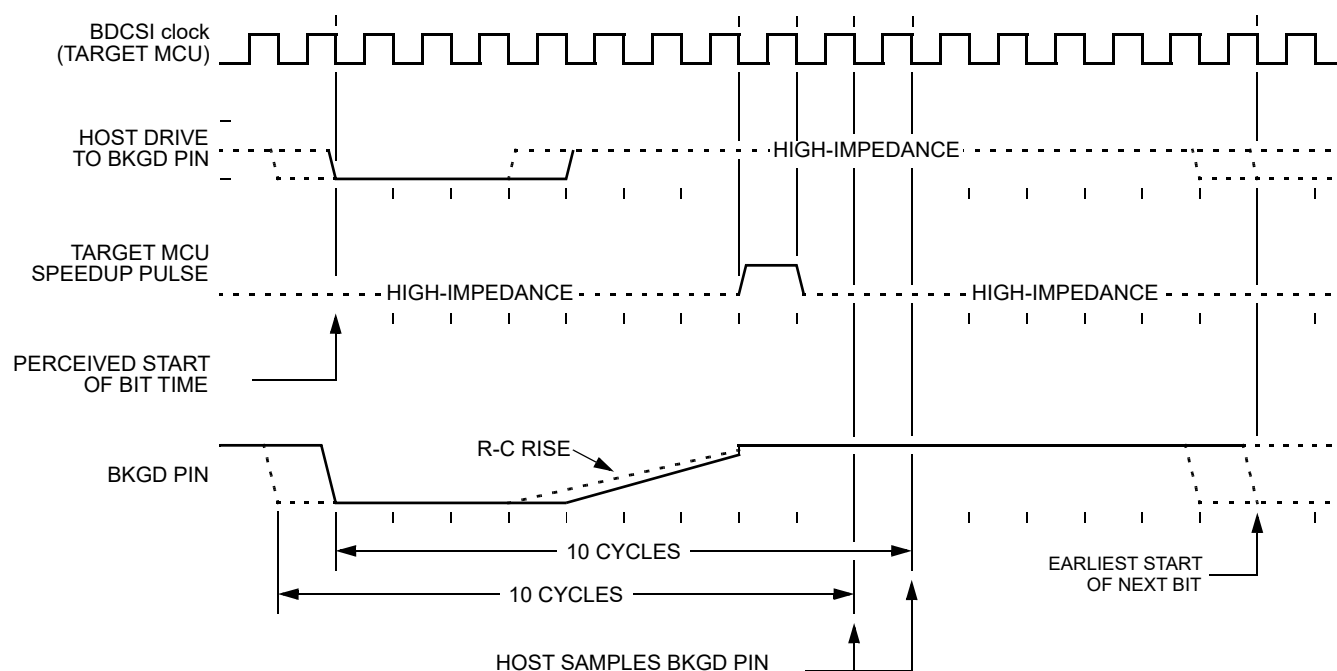 BDCSI clock
(TARGET MCU)
HOST DRIVE
TO BKGD PIN
HIGH-IMPEDANCE
TARGET MCU
SPEEDUP PULSE
HIGH-IMPEDANCE
HIGH-IMPEDANCE
PERCEIVED START
OF BIT TIME
R-C RISE
BKGD PIN
10 CYCLES
10 CYCLES
EARLIEST START
OF NEXT BIT
HOST SAMPLES BKGD PIN